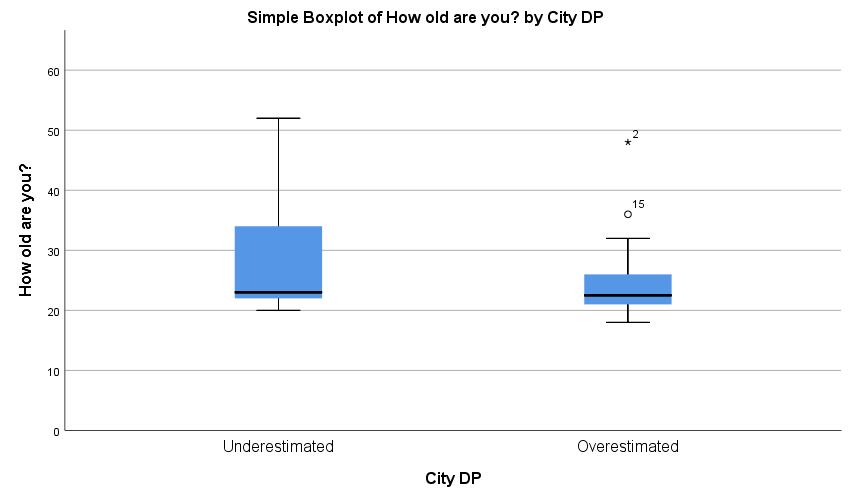 Simple Boxplot of How old are you? by City DP
How old are you?
60
50
40
30
20
10
0
*2
15
Underestimated
Overestimated
City DP